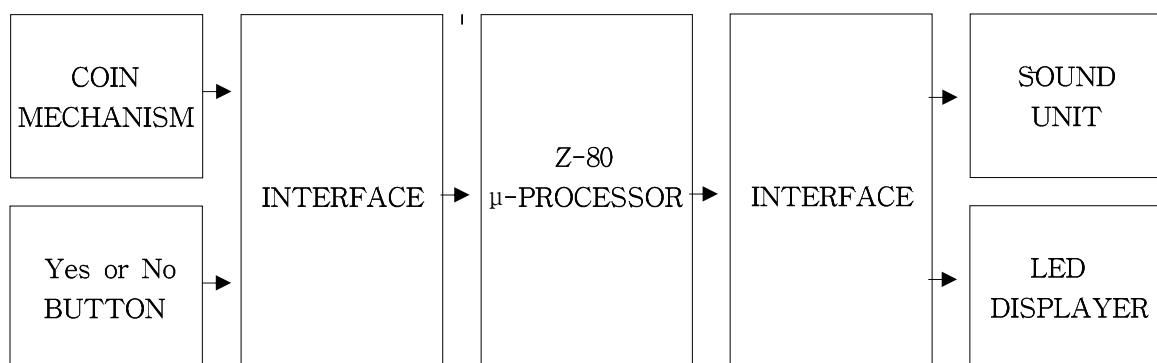 COIN
MECHANISM
Yes or No
BUTTON
INTERFACE
Z-80
μ-PROCESSOR
INTERFACE
SOUND
UNIT
LED
DISPLAYER